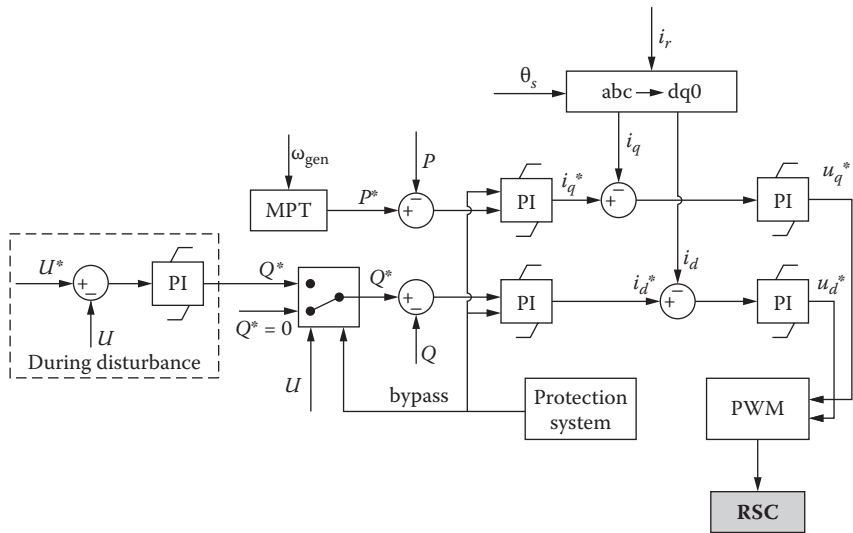 i_r
θ_s
abc → dq0
i_q
ω_gen
P
MPT
P*
+
−
PI
i_q*
+
−
PI
u_q*
U*
+
−
PI
Q*
Q*
+
−
PI
i_d*
i_d
+
−
PI
u_d*
Q* = 0
U
During disturbance
U
Q
bypass
Protection
system
PWM
RSC